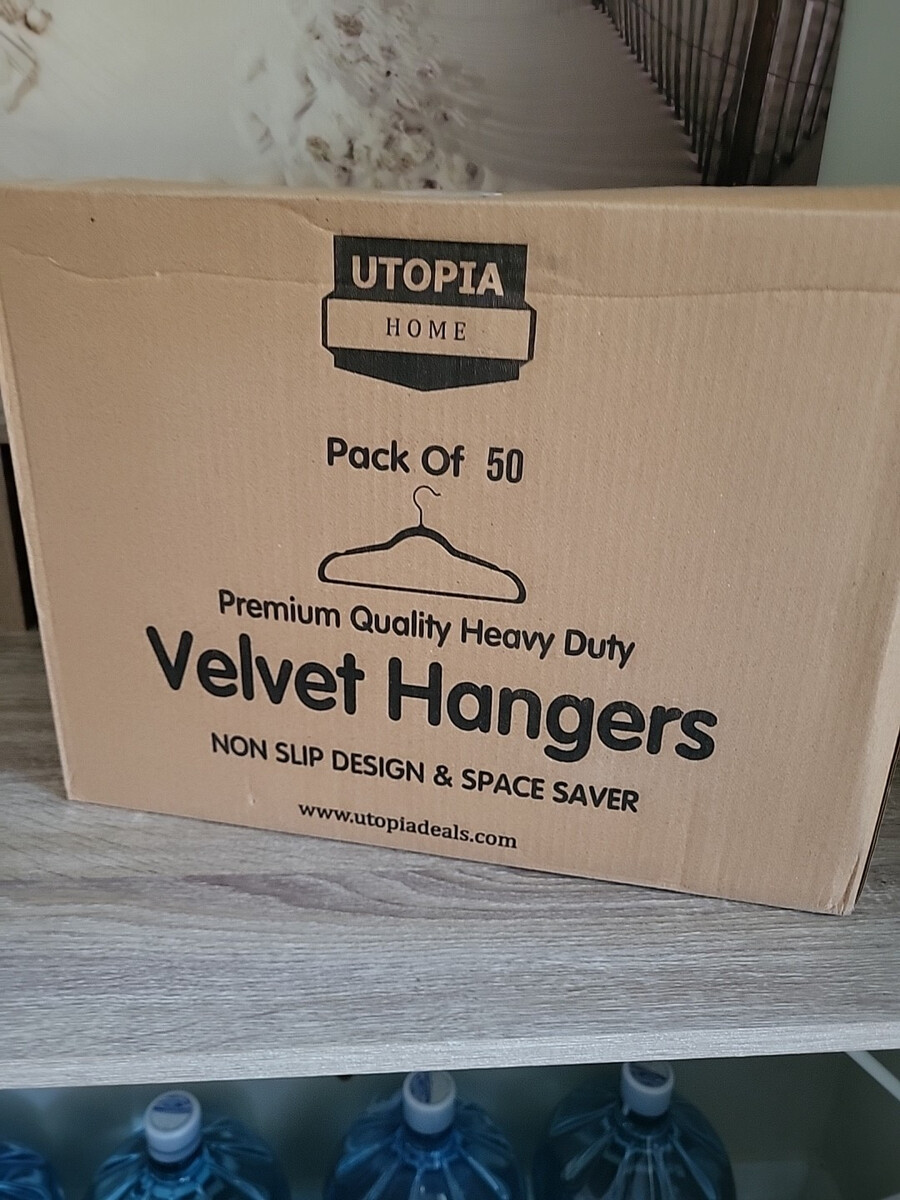 UTOPIA
HOME
Pack Of 50
Premium Quality Heavy Duty
Velvet Hangers
NON SLIP DESIGN & SPACE SAVER
www.utopiadeals.com